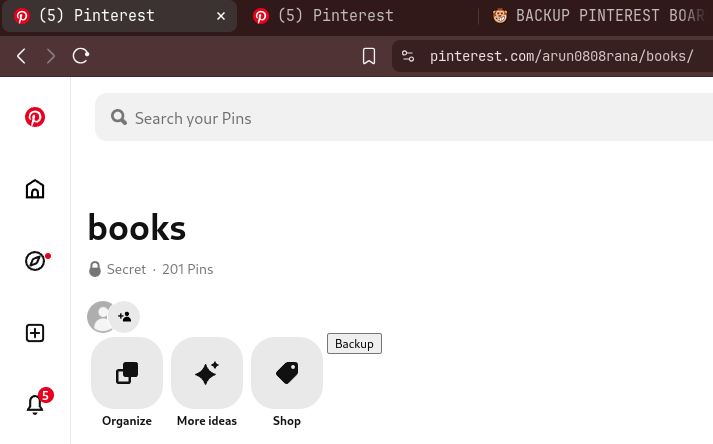 (5) Pinterest
(5) Pinterest
BACKUP PINTEREST BOAR
pinterest.com/arun0808rana/books/
Search your Pins
books
Secret · 201 Pins
Backup
Organize
More ideas
Shop
5